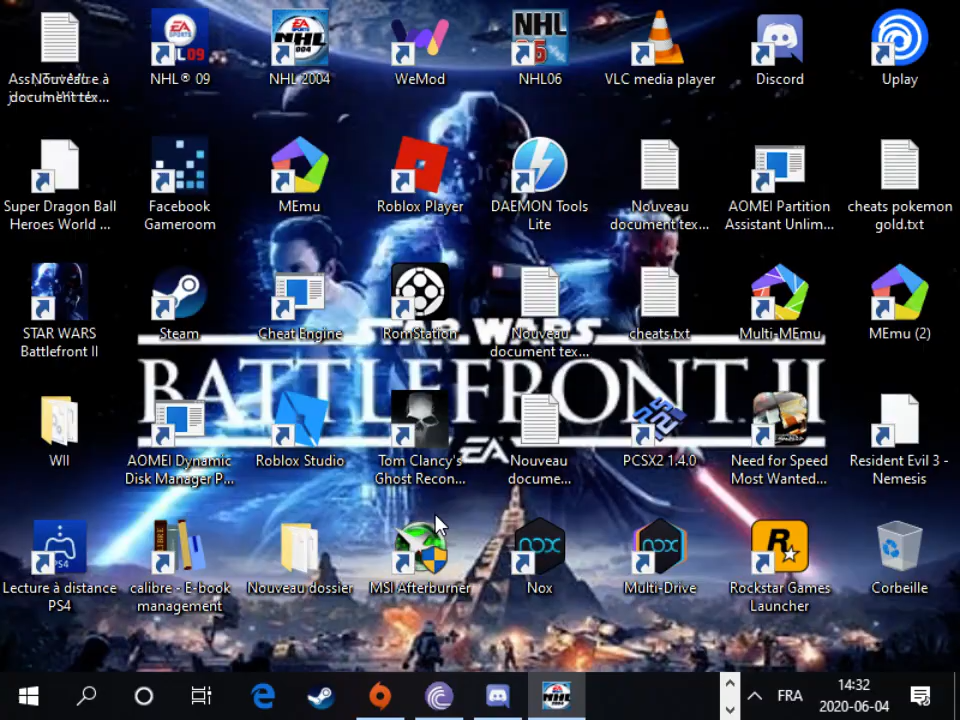 Nouveau
document tex...
NHL® 09
NHL 2004
WeMod
NHL06
VLC media player
Discord
Uplay
Super Dragon Ball
Heroes World ...
Facebook
Gameroom
MEmu
Roblox Player
DAEMON Tools
Lite
Nouveau
document tex...
AOMEI Partition
Assistant Unlim...
cheats pokemon
gold.txt
STAR WARS
Battlefront II
Steam
Cheat Engine
RomStation
Nouveau
document tex...
cheats.txt
Multi-MEmu
MEmu (2)
STAR WARS
BATTLEFRONT II
EA
WII
AOMEI Dynamic
Disk Manager P...
Roblox Studio
Tom Clancy's
Ghost Recon...
Nouveau
docume...
PCSX2 1.4.0
Need for Speed
Most Wanted...
Resident Evil 3 -
Nemesis
Lecture à distance
PS4
calibre - E-book
management
Nouveau dossier
MSI Afterburner
Nox
Multi-Drive
Rockstar Games
Launcher
Corbeille
FRA
14:32
2020-06-04